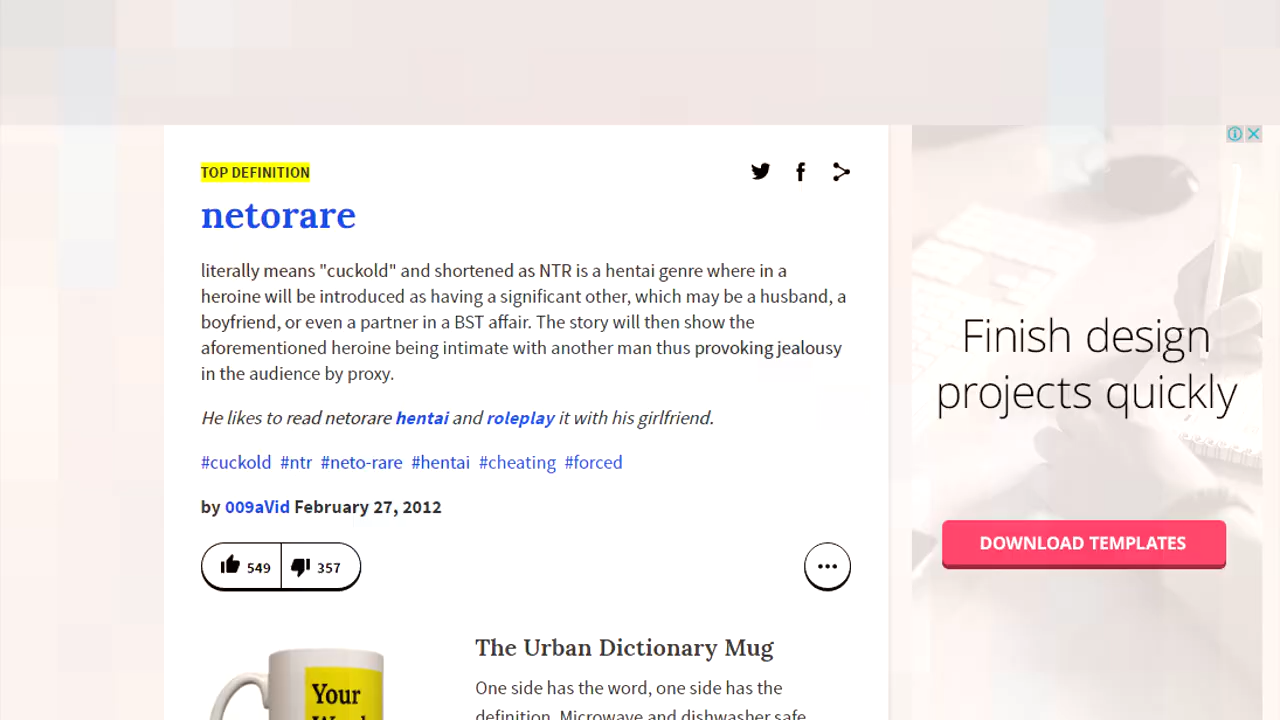 TOP DEFINITION
netorare
literally means "cuckold" and shortened as NTR is a hentai genre where in a
heroine will be introduced as having a significant other, which may be a husband, a
boyfriend, or even a partner in a BST affair. The story will then show the
aforementioned heroine being intimate with another man thus provoking jealousy
in the audience by proxy.
He likes to read netorare hentai and roleplay it with his girlfriend.
#cuckold #ntr #neto-rare #hentai #cheating #forced
by 009aVid February 27, 2012
549 357
The Urban Dictionary Mug
One side has the word, one side has the
definition. Microwave and dishwasher safe.
Your
Finish design
projects quickly
DOWNLOAD TEMPLATES